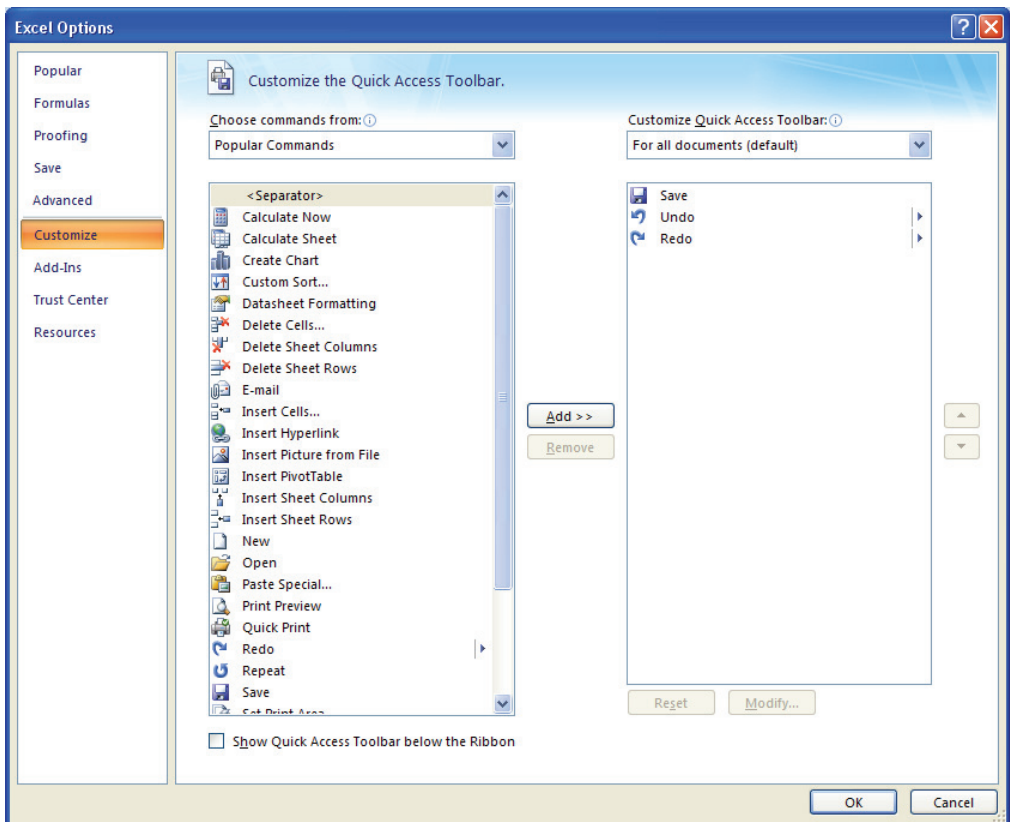 Excel Options
Popular
Formulas
Proofing
Save
Advanced
Customize
Add-Ins
Trust Center
Resources
Customize the Quick Access Toolbar.
Choose commands from:
Popular Commands
<Separator>
Calculate Now
Calculate Sheet
Create Chart
Custom Sort...
Datasheet Formatting
Delete Cells...
Delete Sheet Columns
Delete Sheet Rows
E-mail
Insert Cells...
Insert Hyperlink
Insert Picture from File
Insert PivotTable
Insert Sheet Columns
Insert Sheet Rows
New
Open
Paste Special...
Print Preview
Quick Print
Redo
Repeat
Save
Set Print Area
Show Quick Access Toolbar below the Ribbon
Add >>
Remove
Customize Quick Access Toolbar:
For all documents (default)
Save
Undo
Redo
Reset
Modify...
OK
Cancel